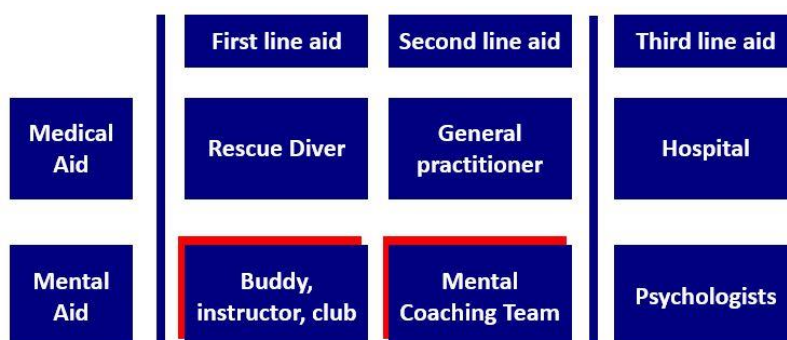 First line aid
Second line aid
Third line aid
Medical
Aid
Rescue Diver
General
practitioner
Hospital
Mental
Aid
Buddy,
instructor, club
Mental
Coaching Team
Psychologists